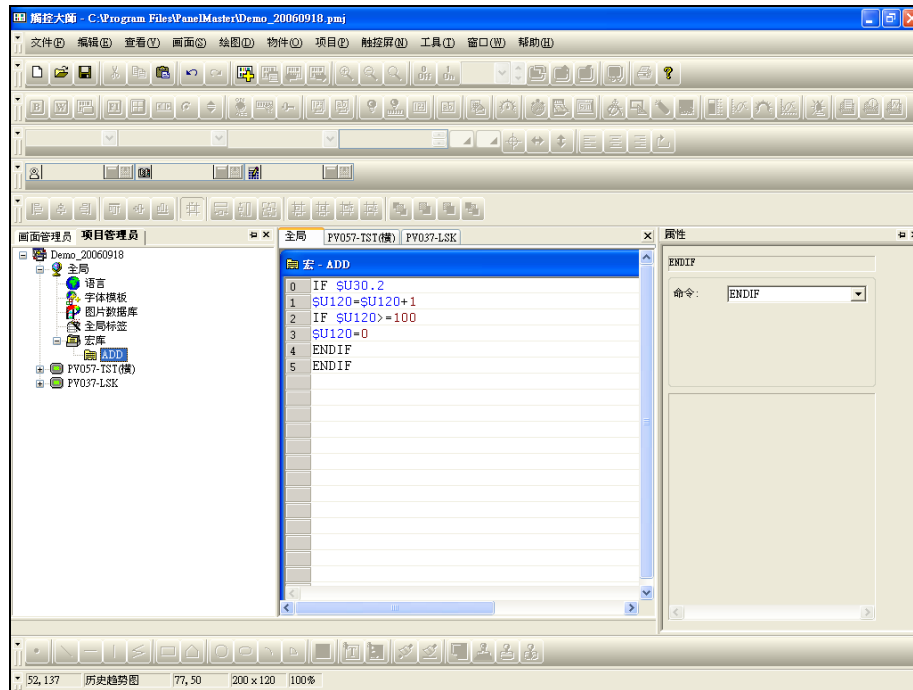 觸控大師 - C:\Program Files\PanelMaster\Demo_20060918.pmj
文件(F) 编辑(E) 查看(V) 画面(S) 绘图(D) 物件(O) 项目(P) 触控屏(N) 工具(T) 窗口(W) 帮助(H)
画面管理员 项目管理员
全局 PV057-TST(橫) PV037-LSK
属性
Demo_20060918
全局
语言
字体模板
图片数据库
全局标签
宏库
ADD
PV057-TST(橫)
PV037-LSK
宏 - ADD
0 IF $U30.2
1 $U120=$U120+1
2 IF $U120>=100
3 $U120=0
4 ENDIF
5 ENDIF
ENDIF
命令: ENDIF
52,137 历史趋势图 77,50 200 x 120 100%